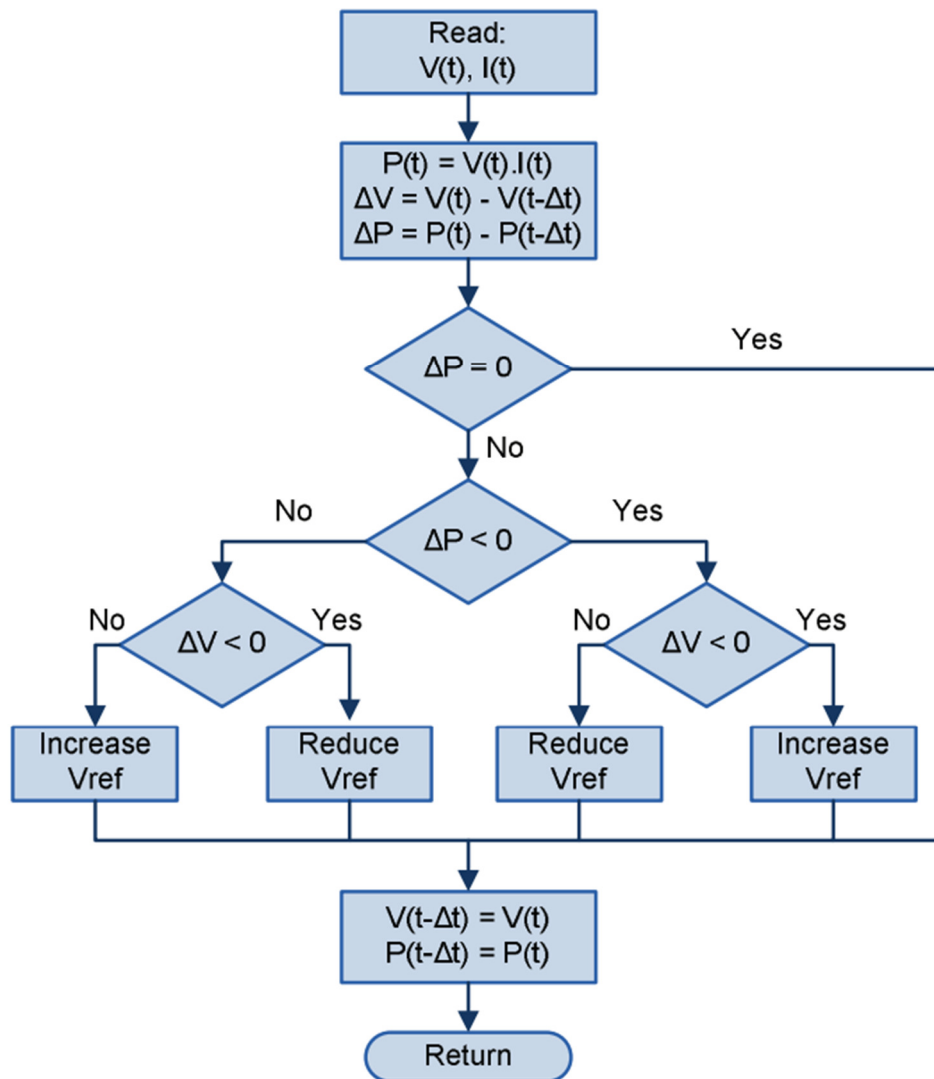 Read:
V(t), I(t)
P(t) = V(t).I(t)
ΔV = V(t) - V(t-Δt)
ΔP = P(t) - P(t-Δt)
ΔP = 0
Yes
No
ΔP < 0
No
Yes
ΔV < 0
No
Yes
ΔV < 0
No
Yes
Increase
Vref
Reduce
Vref
Reduce
Vref
Increase
Vref
V(t-Δt) = V(t)
P(t-Δt) = P(t)
Return